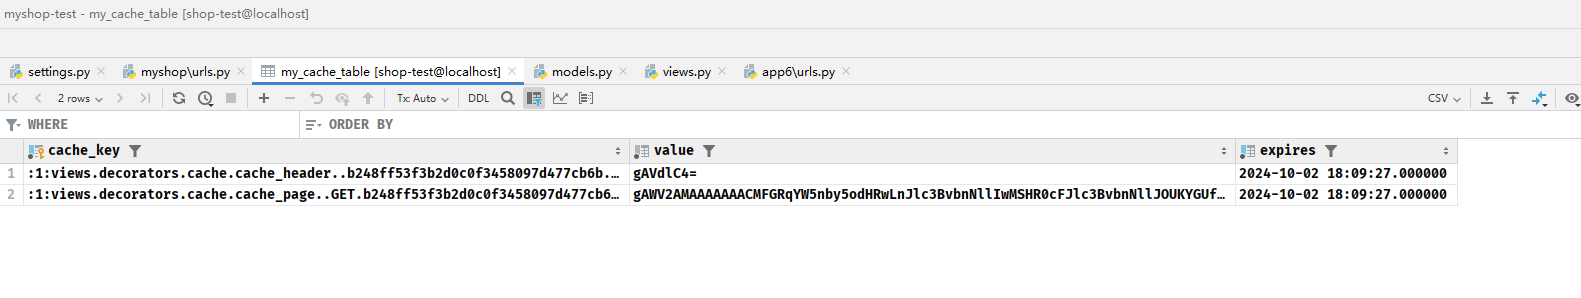 myshop-test - my_cache_table [shop-test@localhost]
settings.py myshop\urls.py my_cache_table [shop-test@localhost] models.py views.py app6\urls.py
2 rows Tx: Auto DDL CSV
WHERE ORDER BY
cache_key value expires
1 :1:views.decorators.cache.cache_header..b248ff53f3b2d0c0f3458097d477cb6b.… gAVdlC4= 2024-10-02 18:09:27.000000
2 :1:views.decorators.cache.cache_page..GET.b248ff53f3b2d0c0f3458097d477cb6… gAWV2AMAAAAAAACMFGRqYW5nby5odHRwLnJlc3BvbnNllIwMSHR0cFJlc3BvbnNllJOUKYGUf… 2024-10-02 18:09:27.000000